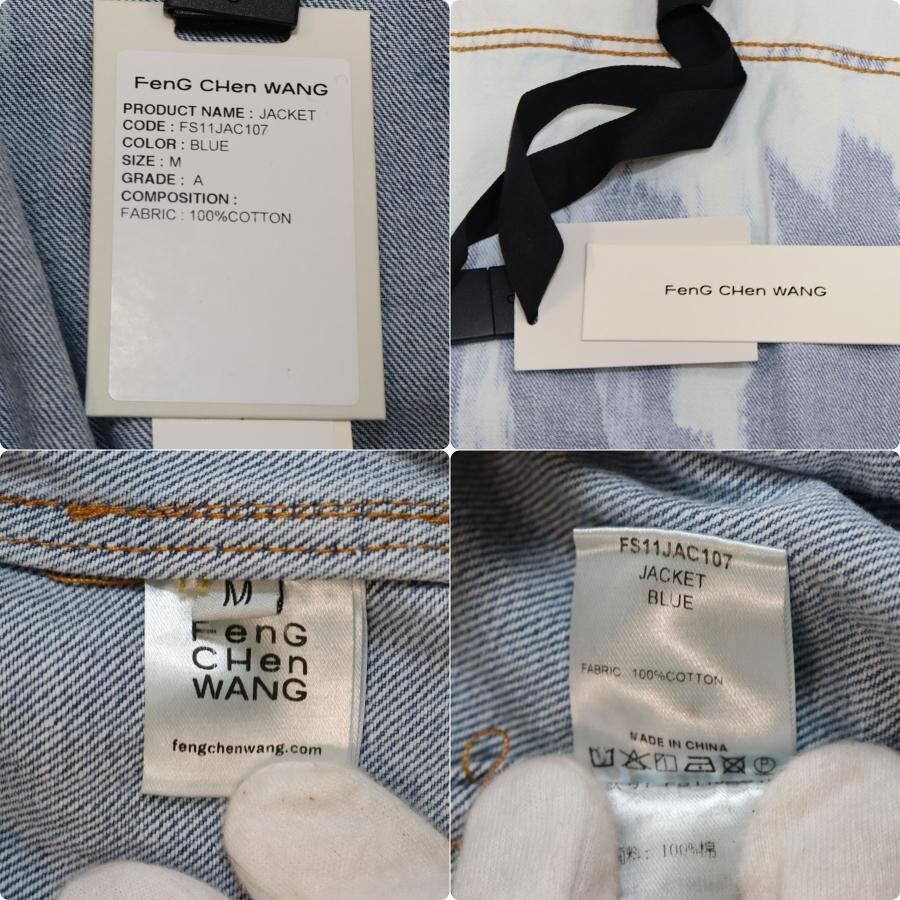 FenG CHen WANG
PRODUCT NAME : JACKET
CODE : FS11JAC107
COLOR : BLUE
SIZE : M
GRADE : A
COMPOSITION :
FABRIC : 100%COTTON
FenG CHen WANG
M
FenG
CHen
WANG
fengchenwang.com
FS11JAC107
JACKET
BLUE
FABRIC 100%COTTON
MADE IN CHINA
料: 100%棉